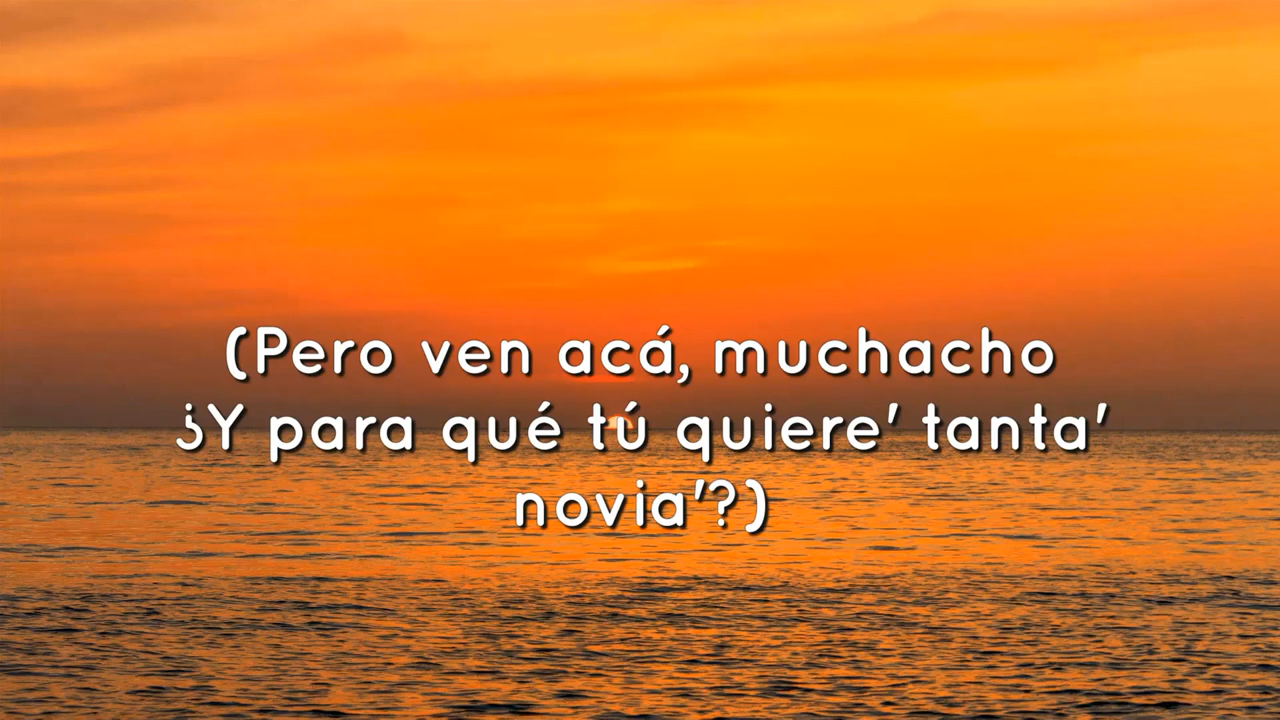 (Pero ven acá, muchacho
¿Y para qué tú quiere' tanta'
novia'?)